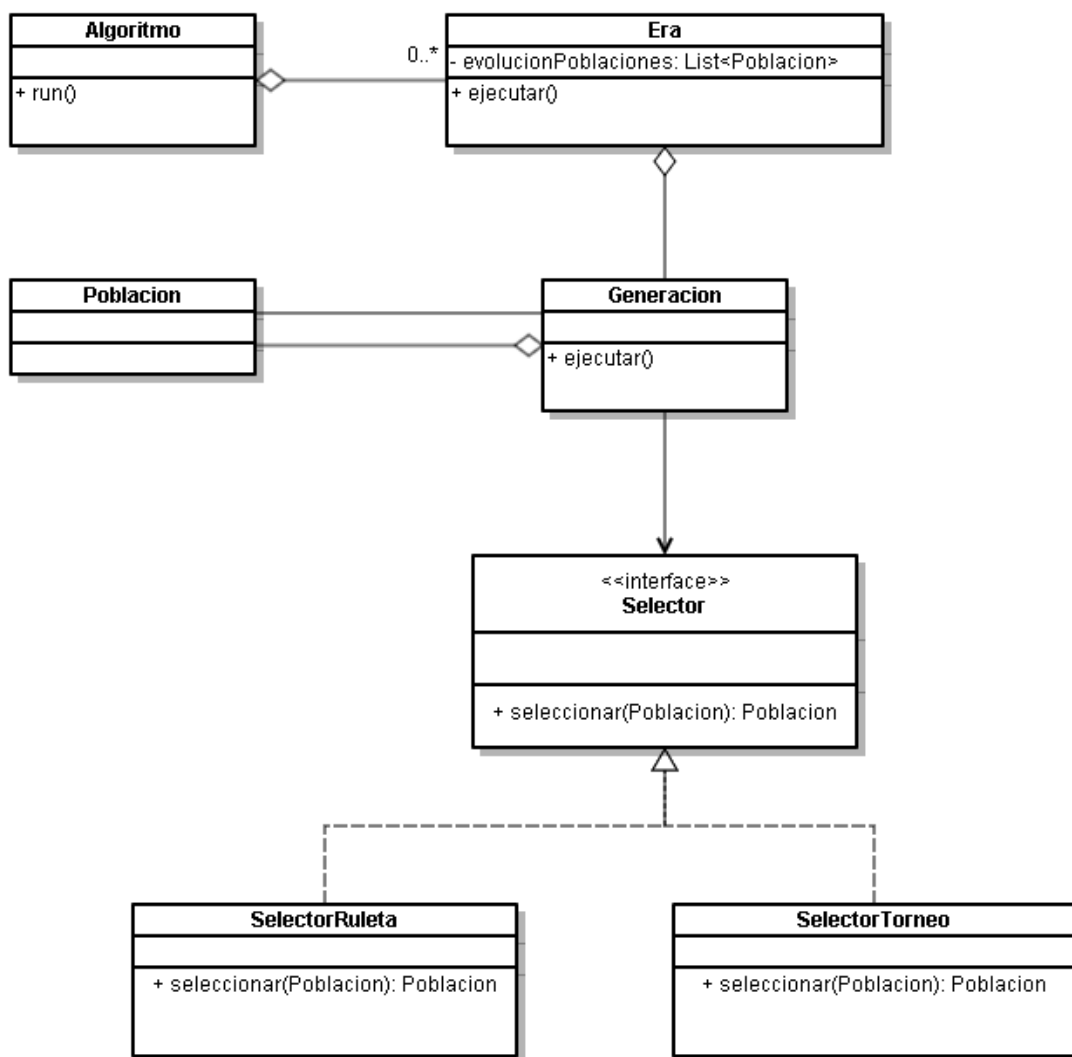 Algoritmo
+ run()
0..*
Era
- evolucionPoblaciones: List<Poblacion>
+ ejecutar()
Poblacion
Generacion
+ ejecutar()
<<interface>>
Selector
+ seleccionar(Poblacion): Poblacion
SelectorRuleta
+ seleccionar(Poblacion): Poblacion
SelectorTorneo
+ seleccionar(Poblacion): Poblacion